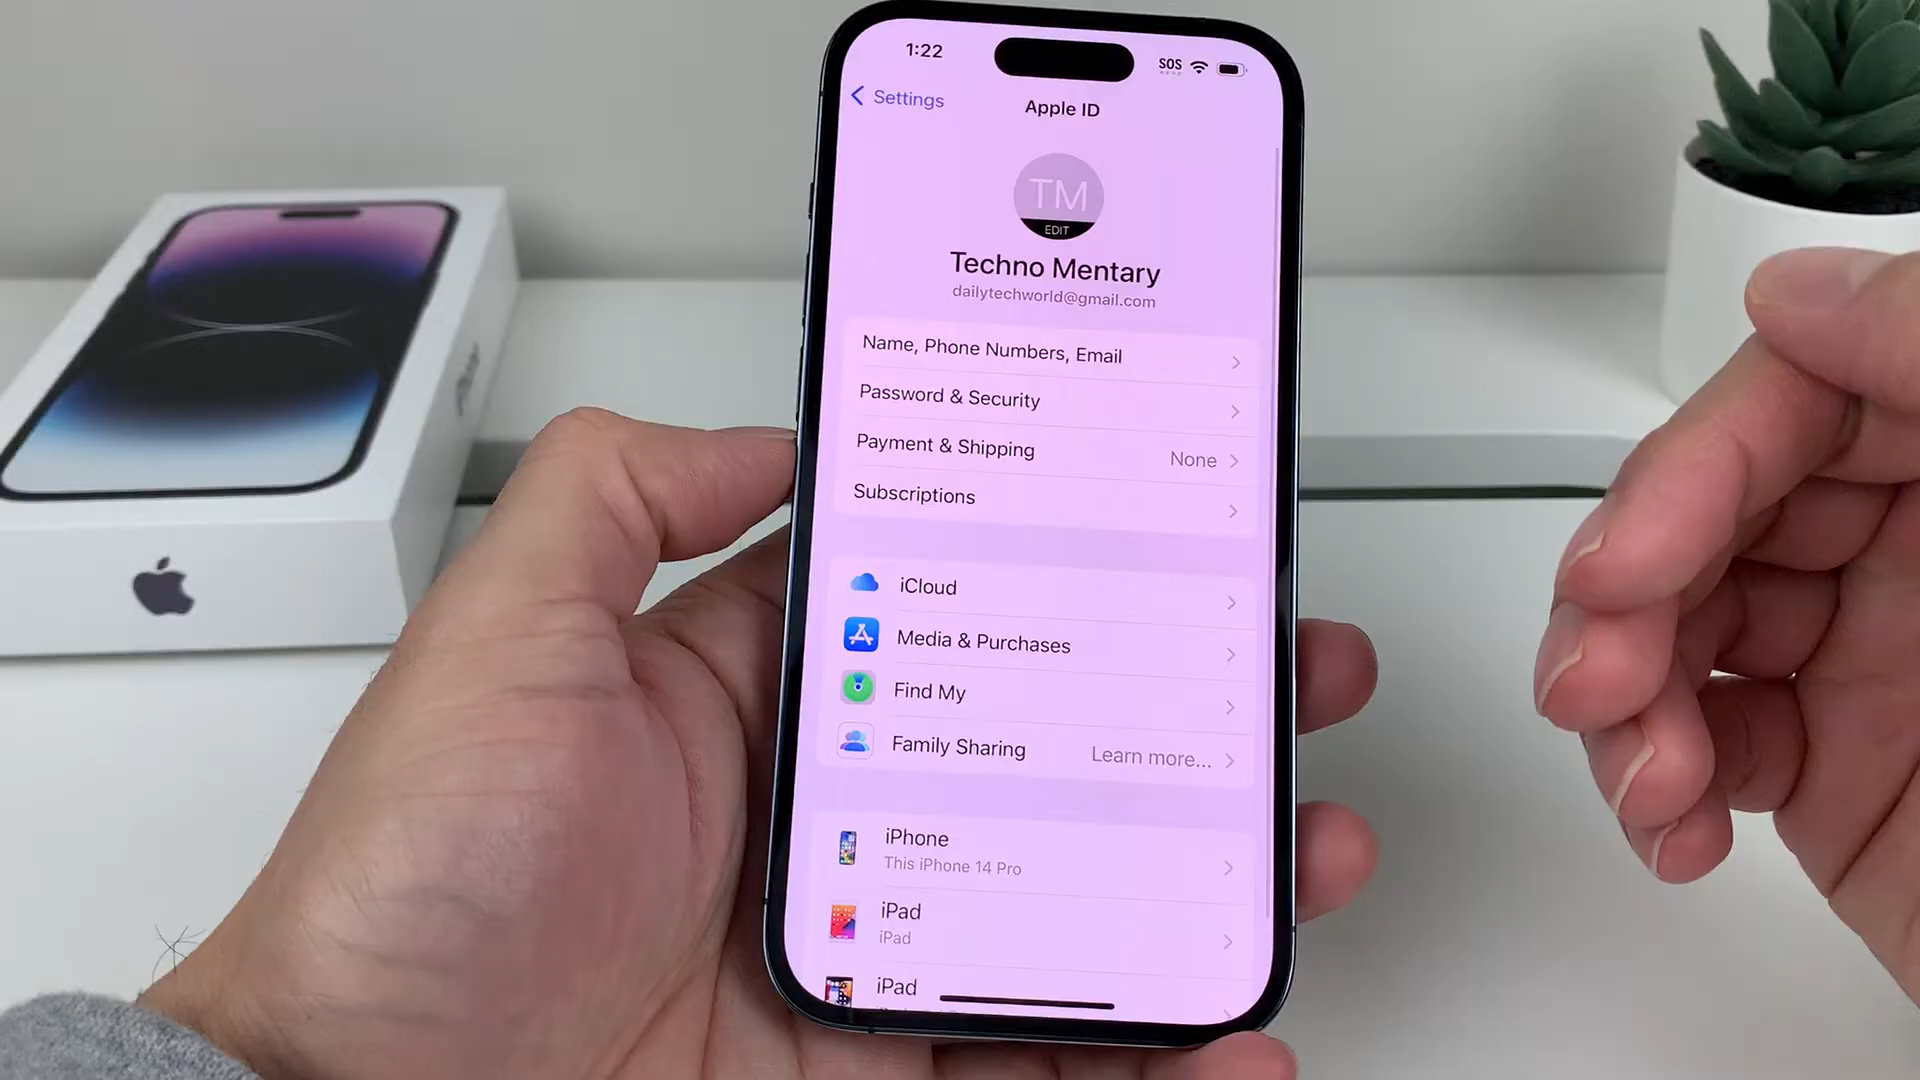 1:22
SOS
Settings
Apple ID
TM
EDIT
Techno Mentary
dailytechworld@gmail.com
Name, Phone Numbers, Email
Password & Security
Payment & Shipping None
Subscriptions
iCloud
Media & Purchases
Find My
Family Sharing Learn more...
iPhone
This iPhone 14 Pro
iPad
iPad
iPad